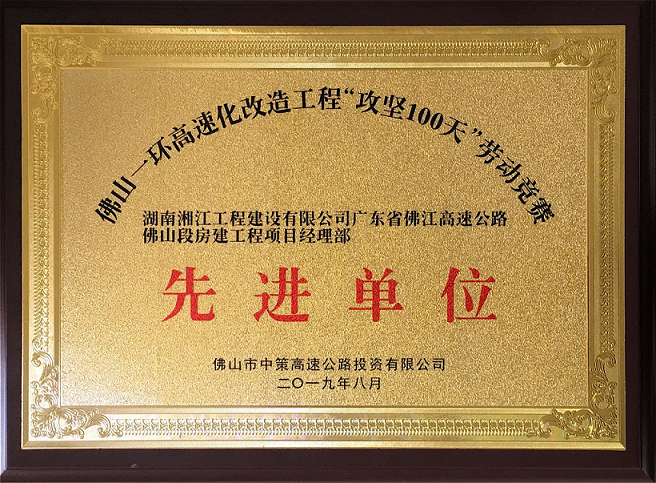 佛山一环高速化改造工程“攻坚100天”劳动竞赛
湖南湘江工程建设有限公司广东省佛江高速公路
佛山段房建工程项目经理部
先进单位
佛山市中策高速公路投资有限公司
二〇一九年八月